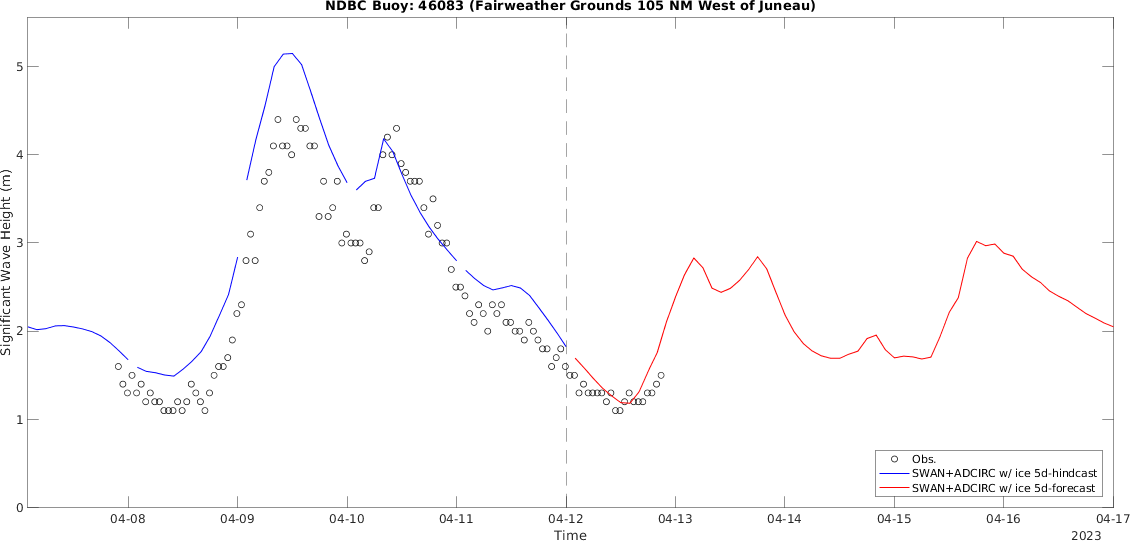 NDBC Buoy: 46083 (Fairweather Grounds 105 NM West of Juneau)
Significant Wave Height (m)
5
4
3
2
1
0
Obs.
SWAN+ADCIRC w/ ice 5d-hindcast
SWAN+ADCIRC w/ ice 5d-forecast
04-08 04-09 04-10 04-11 04-12 04-13 04-14 04-15 04-16 04-17
Time
2023